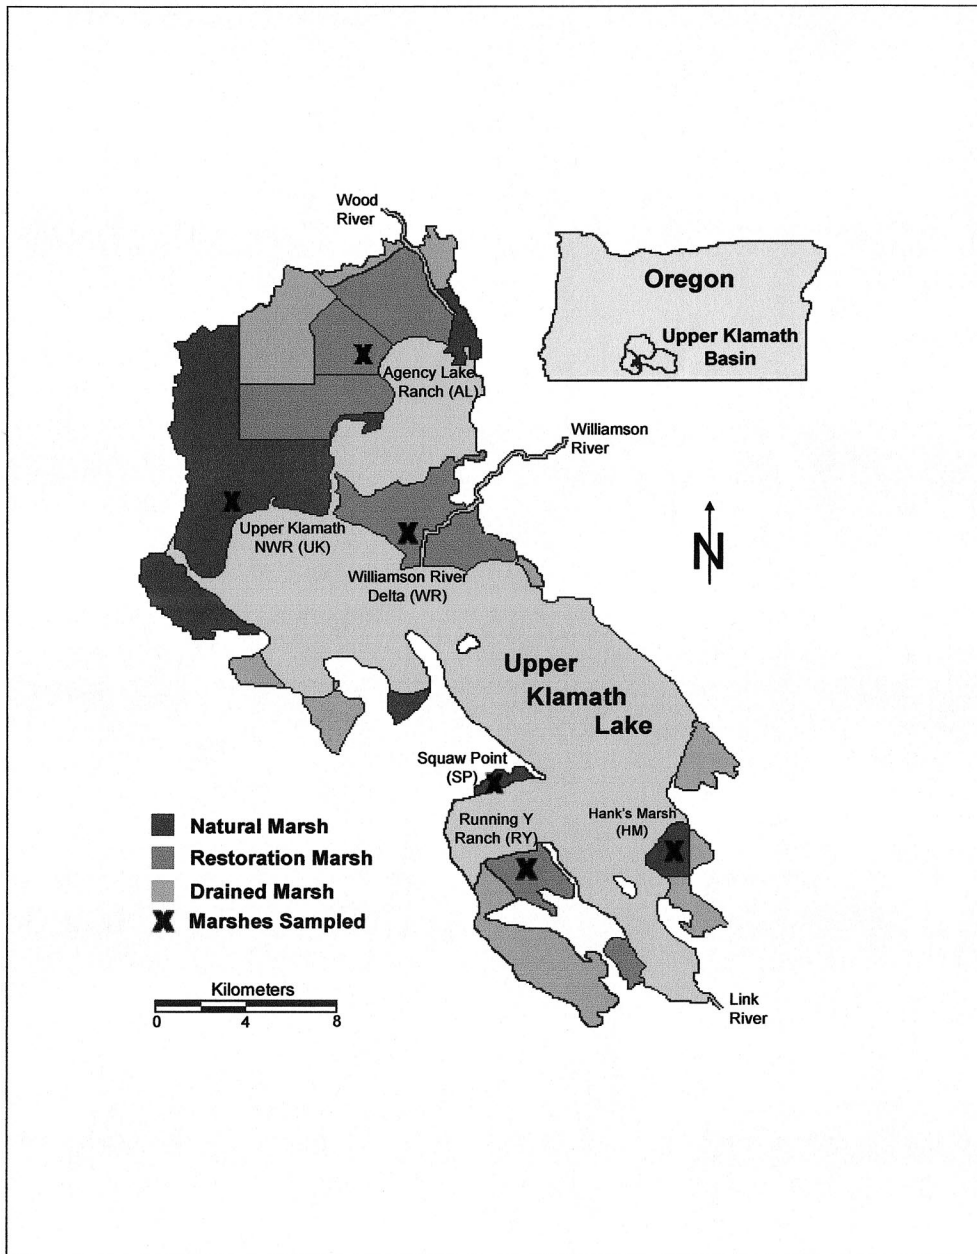 Wood
River
Oregon
Upper Klamath
Basin
Agency Lake
Ranch (AL)
Williamson
River
Upper Klamath
NWR (UK)
N
Williamson River
Delta (WR)
Upper
Klamath
Lake
Squaw Point
(SP)
Hank's Marsh
(HM)
Running Y
Ranch (RY)
Natural Marsh
Restoration Marsh
Drained Marsh
X Marshes Sampled
Kilometers
0 4 8
Link
River